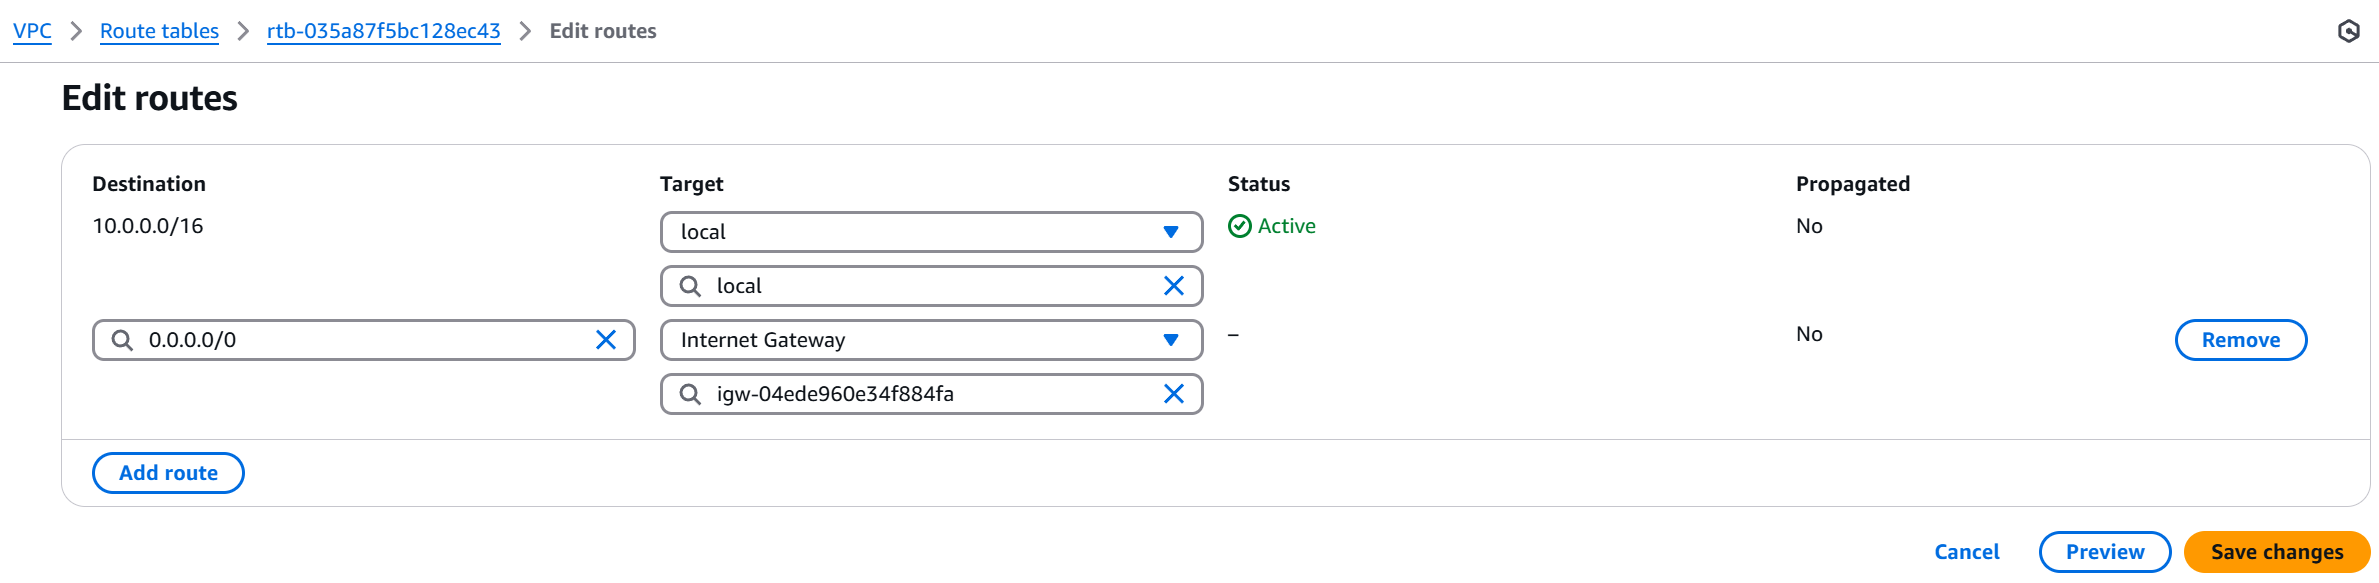 VPC > Route tables > rtb-035a87f5bc128ec43 > Edit routes
Edit routes
Destination Target Status Propagated
10.0.0.0/16 local Active No
local
0.0.0.0/0 Internet Gateway – No Remove
igw-04ede960e34f884fa
Add route
Cancel Preview Save changes